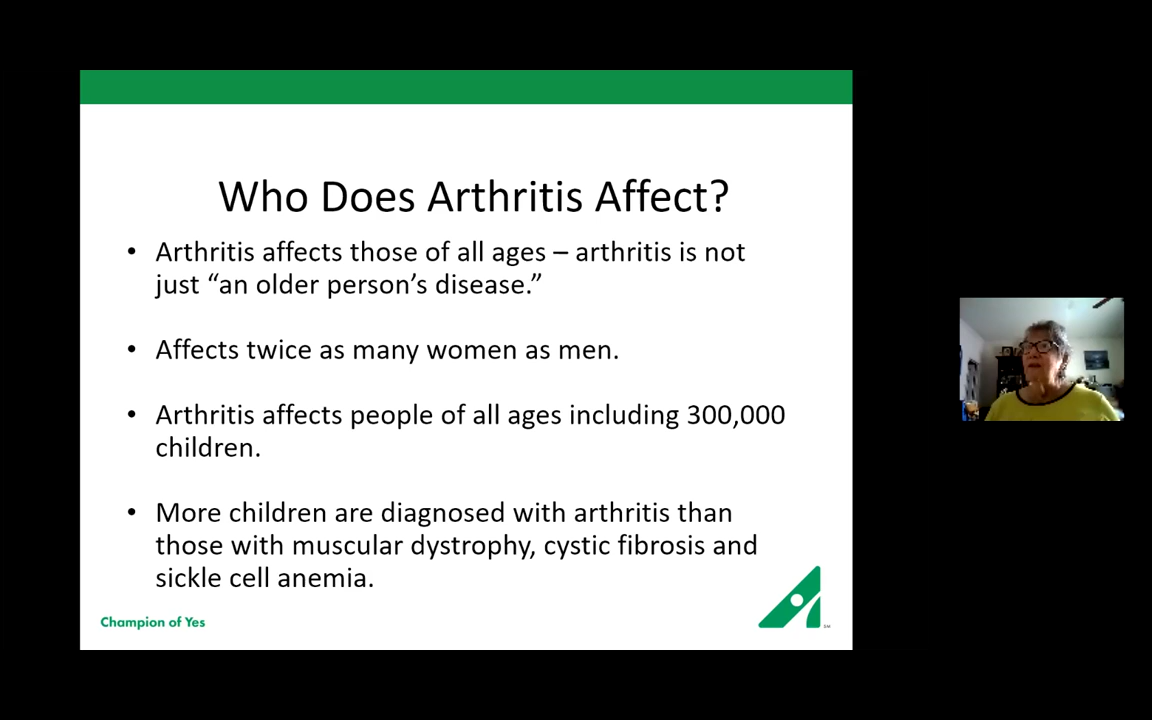 Who Does Arthritis Affect?
• Arthritis affects those of all ages – arthritis is not
just “an older person’s disease.”
• Affects twice as many women as men.
• Arthritis affects people of all ages including 300,000
children.
• More children are diagnosed with arthritis than
those with muscular dystrophy, cystic fibrosis and
sickle cell anemia.
Champion of Yes
SM